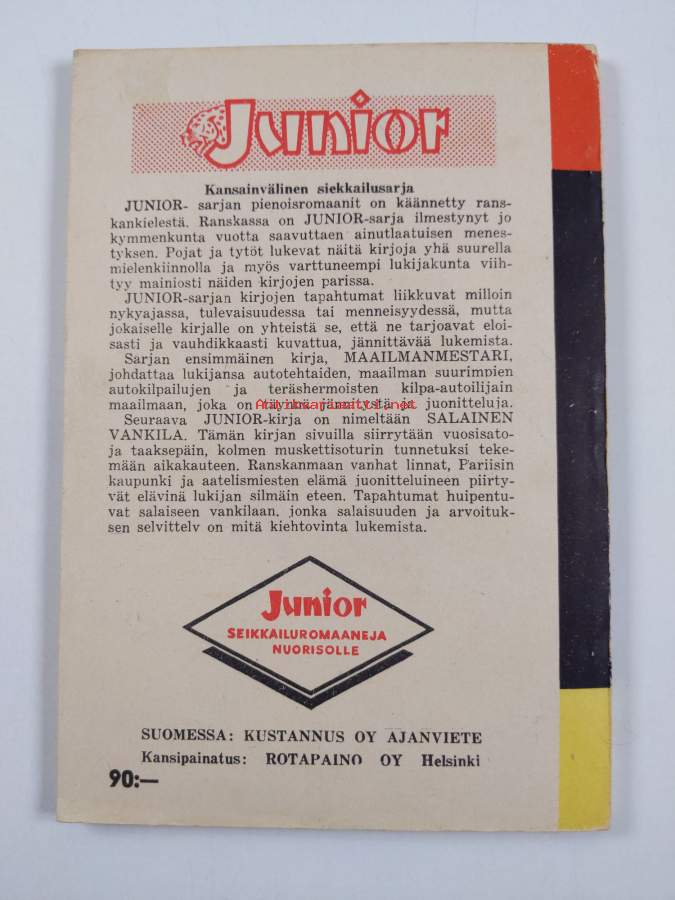 Junior
Kansainvälinen siekkailusarja
JUNIOR- sarjan pienoisromaanit on käännetty rans-
kankielestä. Ranskassa on JUNIOR-sarja ilmestynyt jo
kymmenkunta vuotta saavuttaen ainutlaatuisen menes-
tyksen. Pojat ja tytöt lukevat näitä kirjoja yhä suurella
mielenkiinnolla ja myös varttuneempi lukijakunta viih-
tyy mainiosti näiden kirjojen parissa.
JUNIOR-sarjan kirjojen tapahtumat liikkuvat milloin
nykyajassa, tulevaisuudessa tai menneisyydessä, mutta
jokaiselle kirjalle on yhteistä se, että ne tarjoavat eloi-
sasti ja vauhdikkaasti kuvattua, jännittävää lukemista.
Sarjan ensimmäinen kirja, MAAILMANMESTARI,
johdattaa lukijansa autotehtaiden, maailman suurimpien
autokilpailujen ja teräshermoisten kilpa-autoilijain
maailmaan, joka on täynnä jännitystä ja juonitteluja.
Seuraava JUNIOR-kirja on nimeltään SALAINEN
VANKILA. Tämän kirjan sivuilla siirrytään vuosisato-
ja taaksepäin, kolmen muskettisoturin tunnetuksi teke-
mään aikakauteen. Ranskanmaan vanhat linnat, Pariisin
kaupunki ja aatelismiesten elämä juonitteluineen piirty-
vät elävinä lukijan silmäin eteen. Tapahtumat huipentu-
vat salaiseen vankilaan, jonka salaisuuden ja arvoituk-
sen selvittely on mitä kiehtovinta lukemista.
Junior
SEIKKAILUROMAANEJA
NUORISOLLE
SUOMESSA: KUSTANNUS OY AJANVIETE
Kansipainatus: ROTAPAINO OY Helsinki
90:—